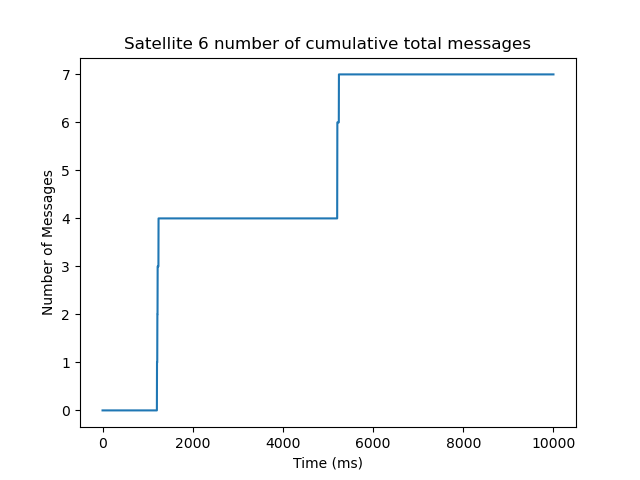 Satellite 6 number of cumulative total messages
7
6
5
4
3
2
1
0
Number of Messages
0 2000 4000 6000 8000 10000
Time (ms)